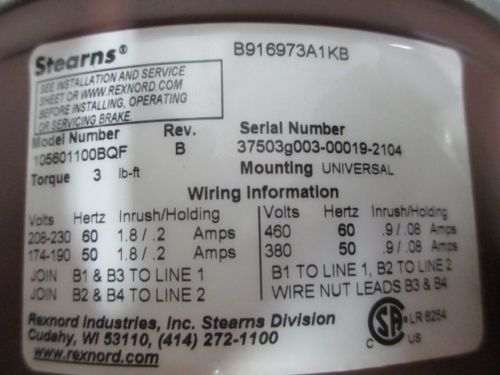 Stearns® B916973A1KB
SEE INSTALLATION AND SERVICE
SHEET OR WWW.REXNORD.COM
BEFORE INSTALLING, OPERATING
OR SERVICING BRAKE.
Model Number Rev. Serial Number
105601100BQF B 37503g003-00019-2104
Torque 3 lb-ft Mounting UNIVERSAL
Wiring Information
Volts Hertz Inrush/Holding
208-230 60 1.8 / .2 Amps
174-190 50 1.8 / .2 Amps
JOIN B1 & B3 TO LINE 1
JOIN B2 & B4 TO LINE 2
Volts Hertz Inrush/Holding
460 60 .9/ .08 Amps
380 50 .9/ .08 Amps
B1 TO LINE 1, B2 TO LINE 2
WIRE NUT LEADS B3 & B4
Rexnord Industries, Inc. Stearns Division
Cudahy, WI 53110, (414) 272-1100
www.rexnord.com
C SA ® LR 6254
C US